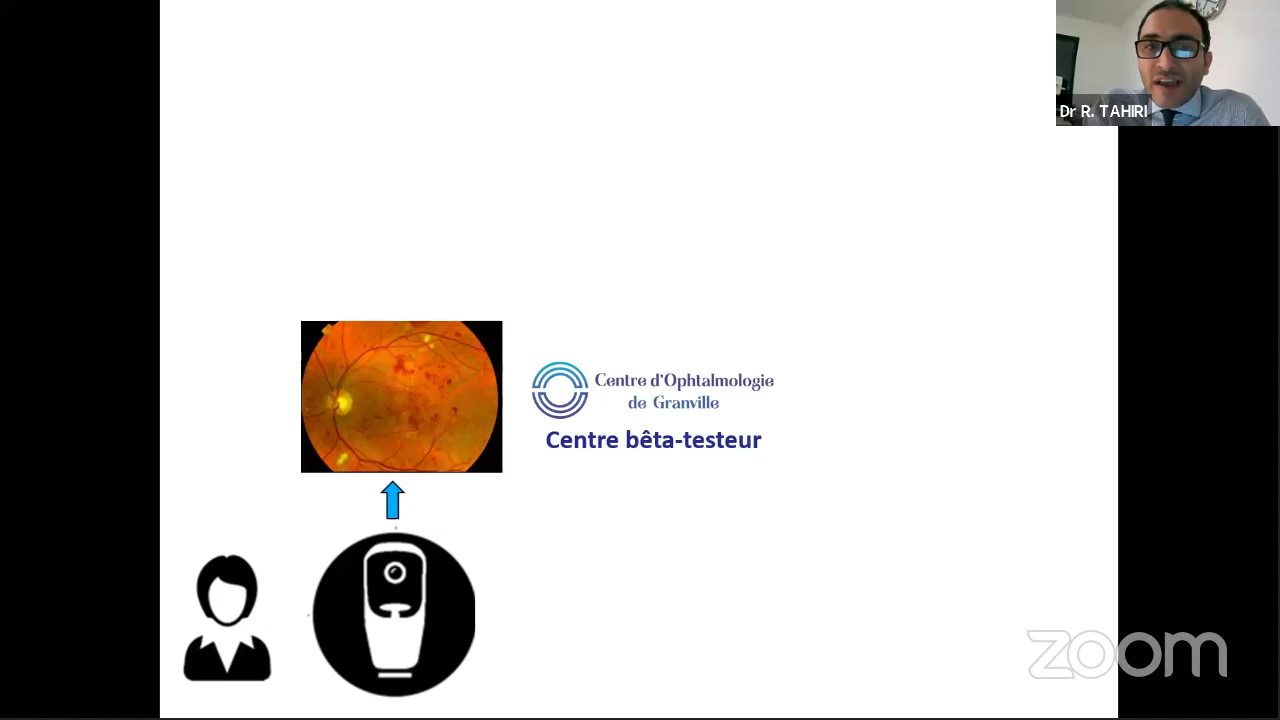 Dr R. TAHIRI
Centre d'Ophtalmologie
de Granville
Centre bêta-testeur
zoom